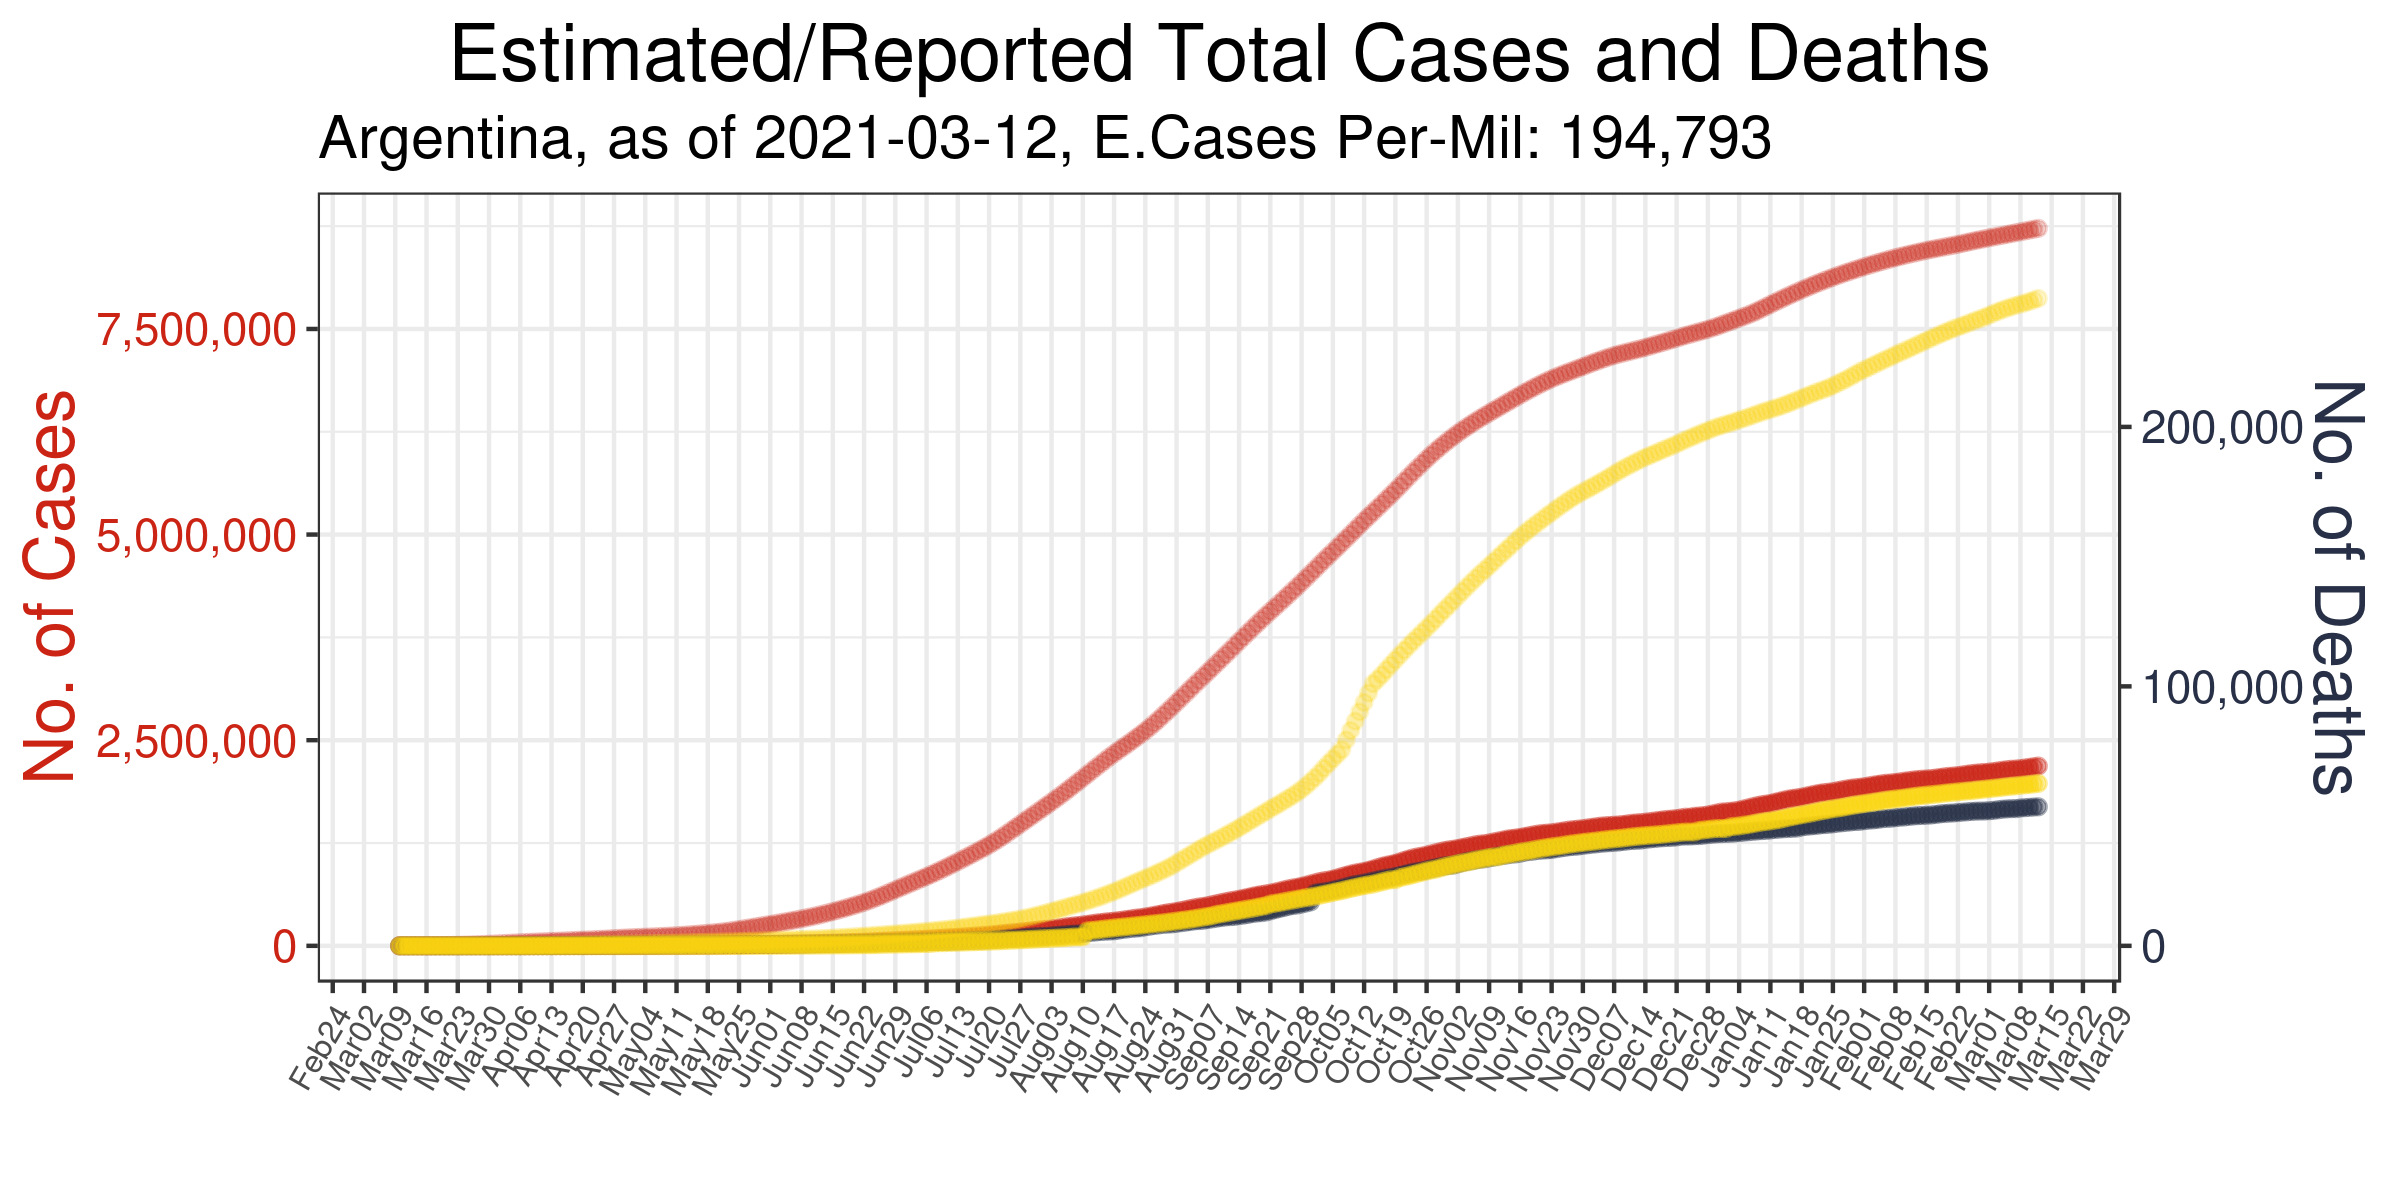 Estimated/Reported Total Cases and Deaths
Argentina, as of 2021-03-12, E.Cases Per-Mil: 194,793
No. of Cases
7,500,000
5,000,000
2,500,000
0
200,000
100,000
0
No. of Deaths
Feb24
Mar02
Mar09
Mar16
Mar23
Mar30
Apr06
Apr13
Apr20
Apr27
May04
May11
May18
May25
Jun01
Jun08
Jun15
Jun22
Jun29
Jul06
Jul13
Jul20
Jul27
Aug03
Aug10
Aug17
Aug24
Aug31
Sep07
Sep14
Sep21
Sep28
Oct05
Oct12
Oct19
Oct26
Nov02
Nov09
Nov16
Nov23
Nov30
Dec07
Dec14
Dec21
Dec28
Jan04
Jan11
Jan18
Jan25
Feb01
Feb08
Feb15
Feb22
Mar01
Mar08
Mar15
Mar22
Mar29